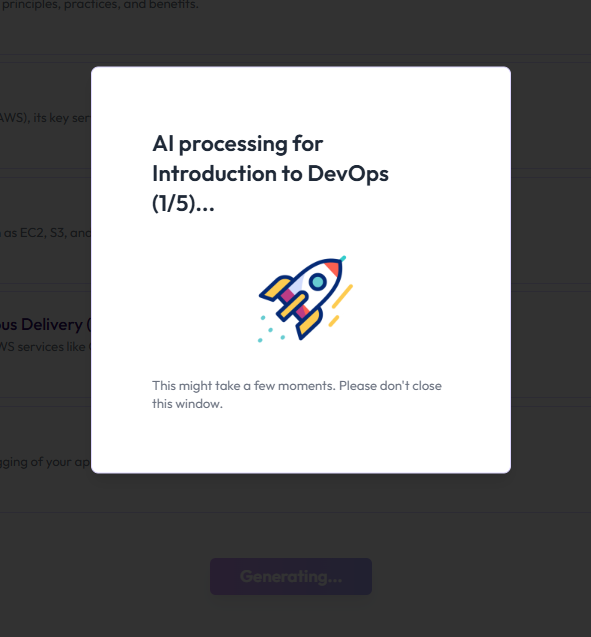 principles, practices, and benefits.
AWS), its key ser
AI processing for
Introduction to DevOps
(1/5)...
as EC2, S3, and
us Delivery (
WS services like
This might take a few moments. Please don't close
this window.
gging of your ap
Generating...